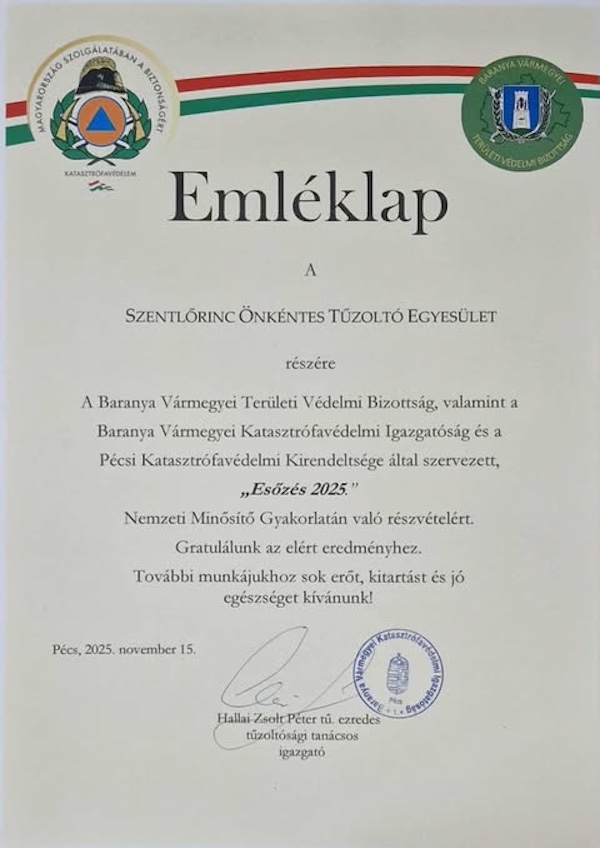 MAGYARORSZÁG SZOLGÁLATÁBAN A BIZTONSÁGÉRT
KATASZTRÓFAVÉDELEM
BARANYA VÁRMEGYEI
TERÜLETI VÉDELMI BIZOTTSÁG
Emléklap
A
SZENTLŐRINC ÖNKÉNTES TŰZOLTÓ EGYESÜLET
részére
A Baranya Vármegyei Területi Védelmi Bizottság, valamint a
Baranya Vármegyei Katasztrófavédelmi Igazgatóság és a
Pécsi Katasztrófavédelmi Kirendeltsége által szervezett,
„Esőzés 2025.”
Nemzeti Minősítő Gyakorlatán való részvételért.
Gratulálunk az elért eredményhez.
További munkájukhoz sok erőt, kitartást és jó
egészséget kívánunk!
Pécs, 2025. november 15.
Baranya Vármegyei Katasztrófavédelmi Igazgatóság
Pécs
• 1 •
Hallai Zsolt Péter tű. ezredes
tűzoltósági tanácsos
igazgató